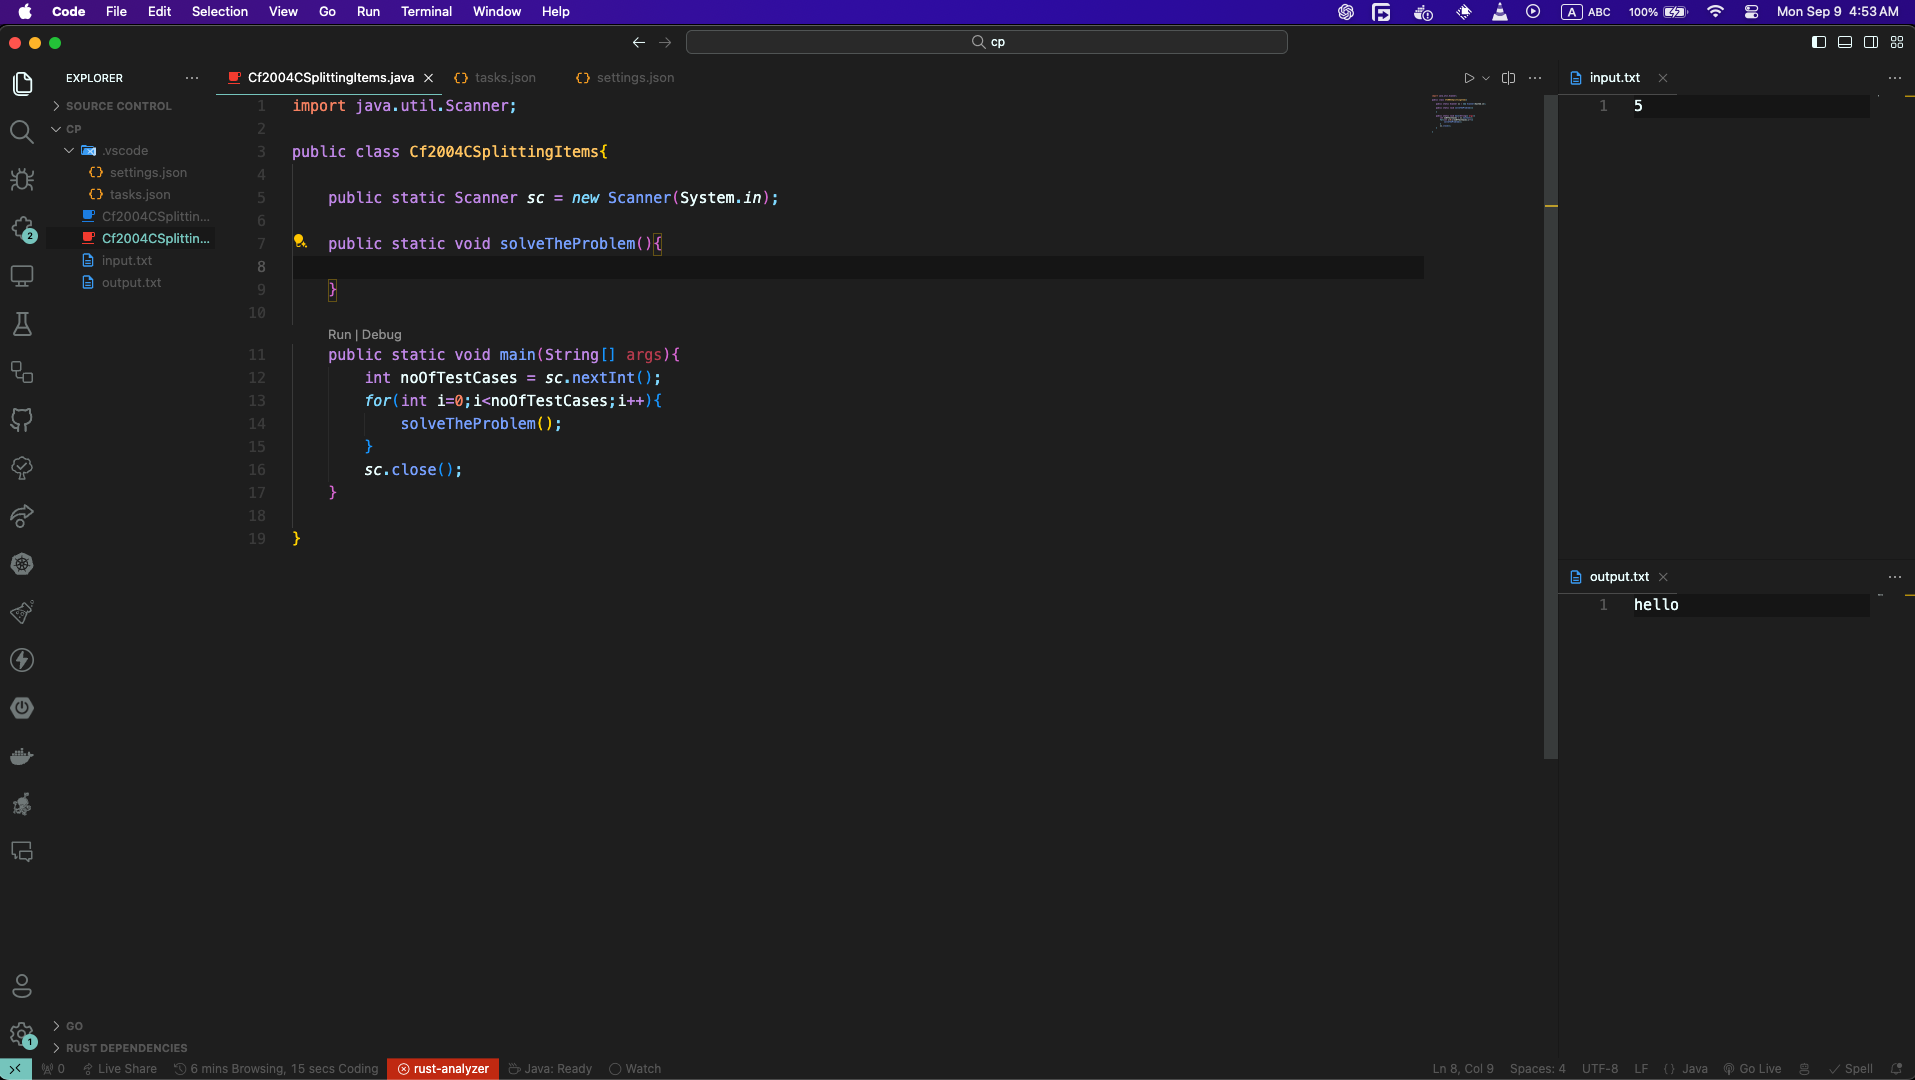 Code File Edit Selection View Go Run Terminal Window Help A ABC 100% Mon Sep 9 4:53 AM
cp
EXPLORER
SOURCE CONTROL
CP
.vscode
settings.json
tasks.json
Cf2004CSplittin...
Cf2004CSplittin...
input.txt
output.txt
GO
RUST DEPENDENCIES
2
1
Cf2004CSplittingItems.java tasks.json settings.json
1 import java.util.Scanner;
2
3 public class Cf2004CSplittingItems{
4
5 public static Scanner sc = new Scanner(System.in);
6
7 public static void solveTheProblem(){
8
9 }
10
Run | Debug
11 public static void main(String[] args){
12 int noOfTestCases = sc.nextInt();
13 for(int i=0;i<noOfTestCases;i++){
14 solveTheProblem();
15 }
16 sc.close();
17 }
18
19 }
input.txt
1 5
output.txt
1 hello
0 Live Share 6 mins Browsing, 15 secs Coding rust-analyzer Java: Ready Watch Ln 8, Col 9 Spaces: 4 UTF-8 LF {} Java Go Live Spell